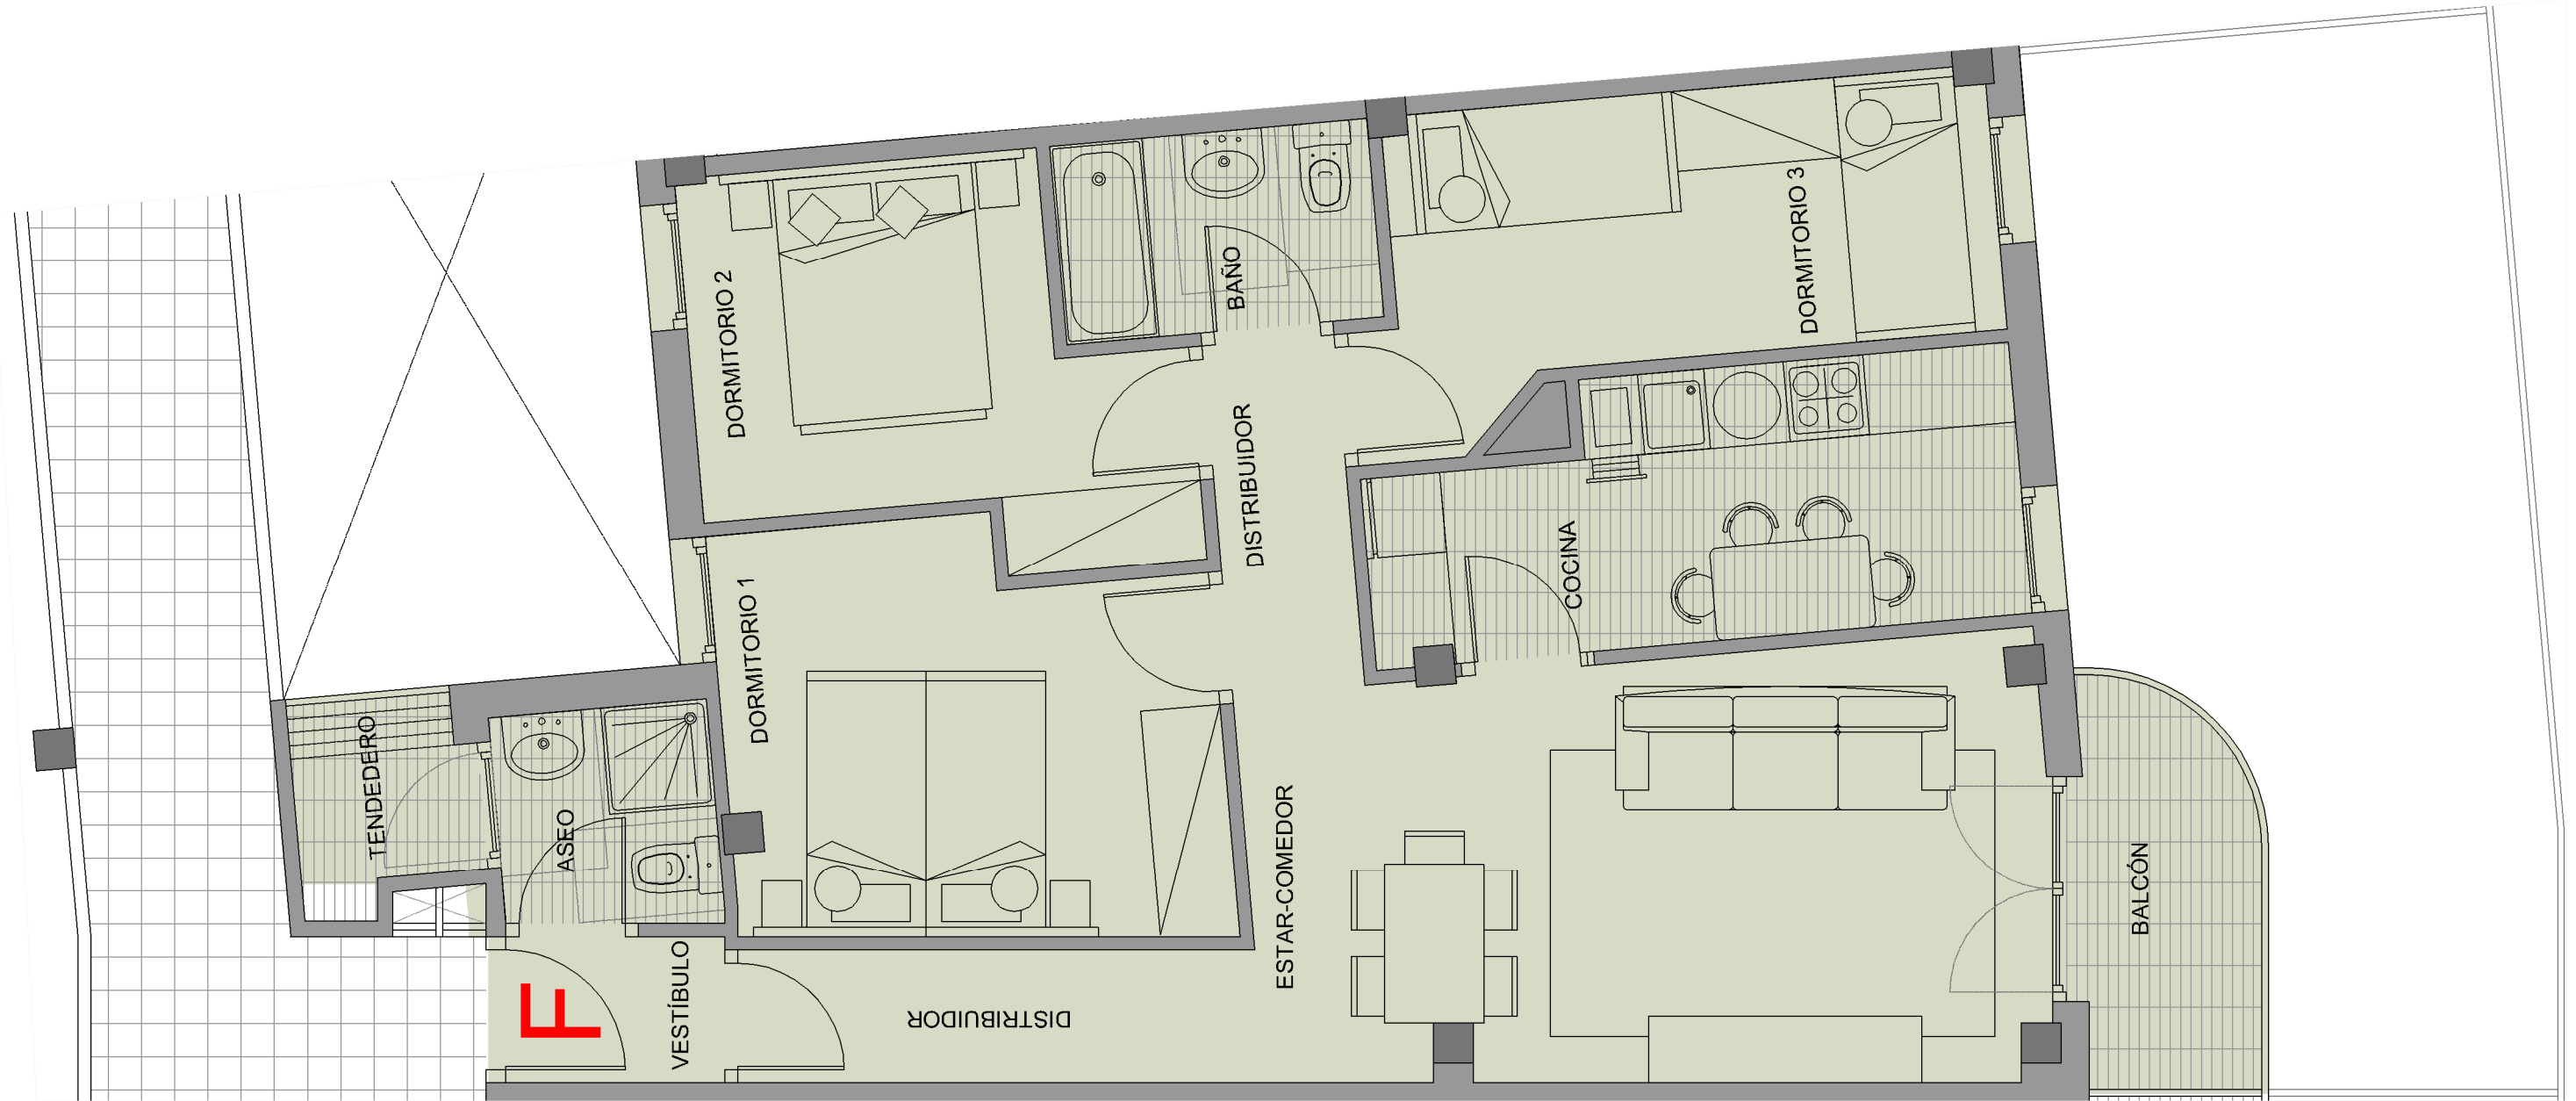 DORMITORIO 2
BAÑO
DORMITORIO 3
DISTRIBUIDOR
COCINA
DORMITORIO 1
TENDEDERO
ASEO
ESTAR-COMEDOR
BALCÓN
F
VESTÍBULO
DISTRIBUIDOR